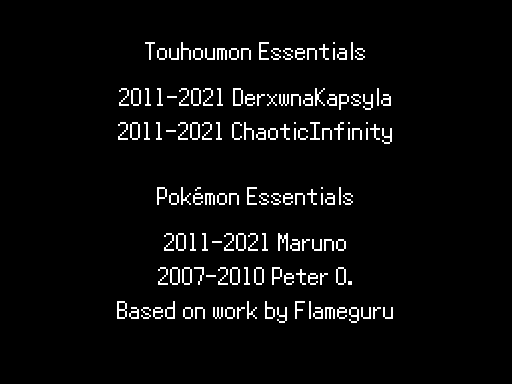 Touhoumon Essentials
2011-2021 DerxwnaKapsyla
2011-2021 ChaoticInfinity
Pokémon Essentials
2011-2021 Maruno
2007-2010 Peter O.
Based on work by Flameguru